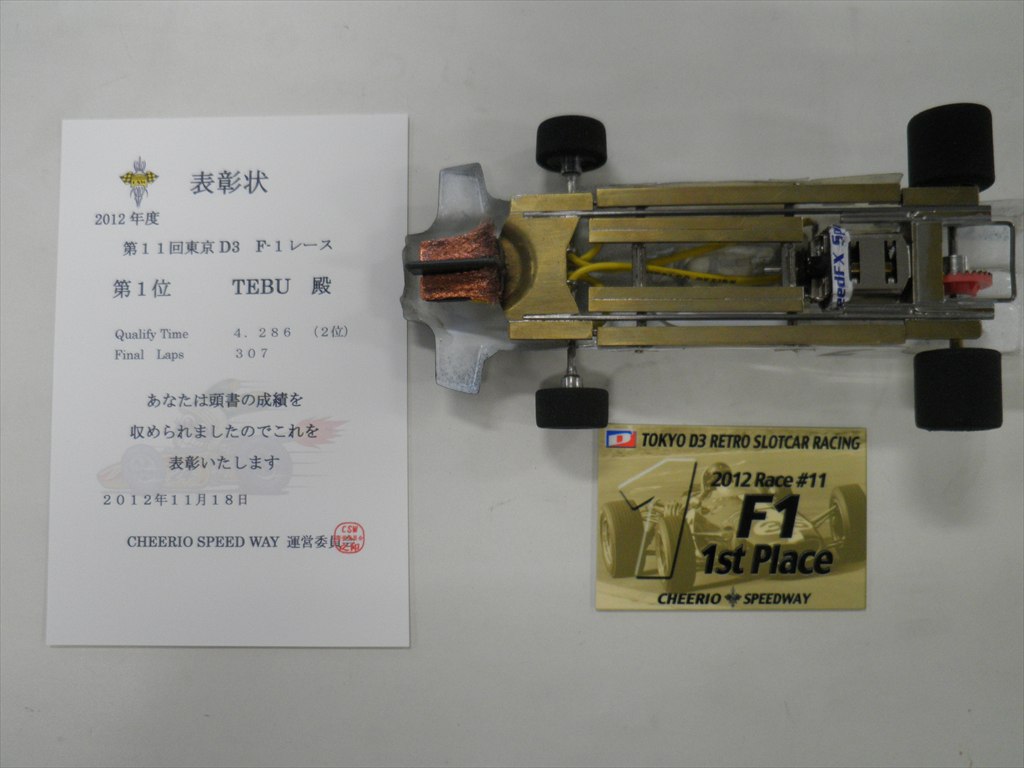 表彰状
2012 年度
第11回東京D3 F-1レース
第1位 TEBU 殿
Qualify Time 4.286 (2位)
Final Laps 307
あなたは頭書の成績を
収められましたのでこれを
表彰いたします
2012年11月18日
CHEERIO SPEED WAY 運営委員
CSW
eedFX Sp
D TOKYO D3 RETRO SLOTCAR RACING
2012 Race #11
1
F1
1st Place
CHEERIO SPEEDWAY